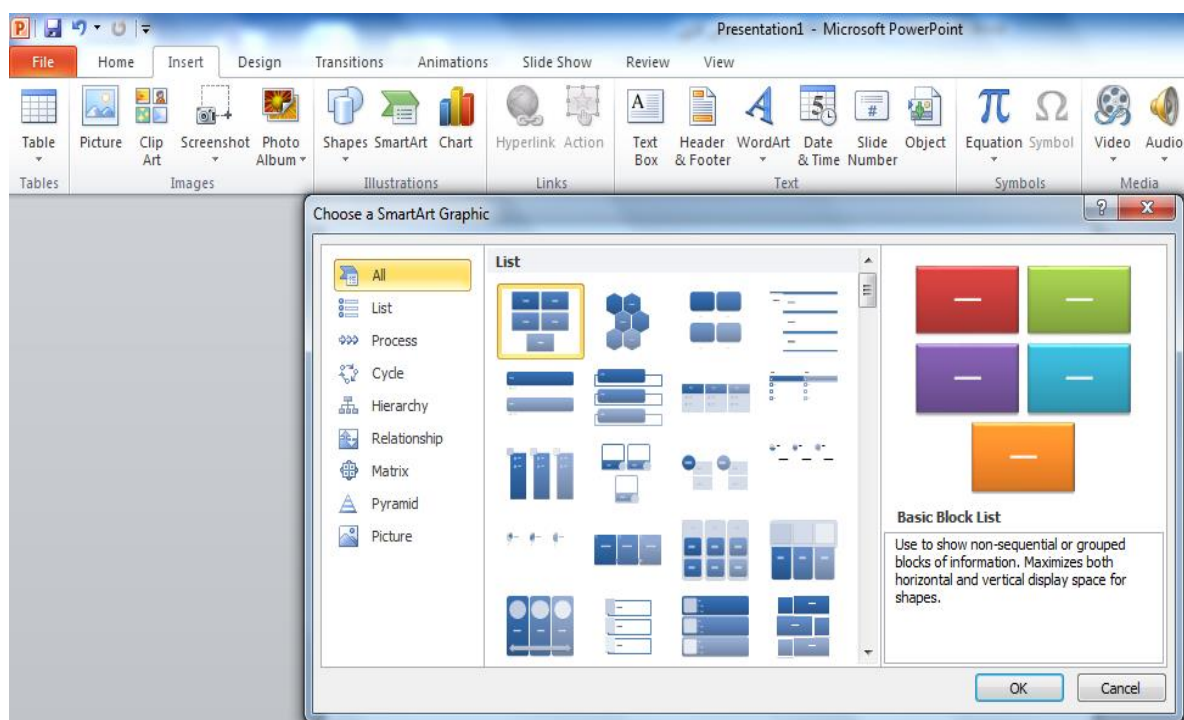 Presentation1 - Microsoft PowerPoint
File Home Insert Design Transitions Animations Slide Show Review View
Table Picture Clip Art Screenshot Photo Album Shapes SmartArt Chart Hyperlink Action Text Box Header & Footer WordArt Date & Time Slide Number Object Equation Symbol Video Audio
Tables Images Illustrations Links Text Symbols Media
Choose a SmartArt Graphic
All
List
Process
Cycle
Hierarchy
Relationship
Matrix
Pyramid
Picture
List
Basic Block List
Use to show non-sequential or grouped
blocks of information. Maximizes both
horizontal and vertical display space for
shapes.
OK Cancel